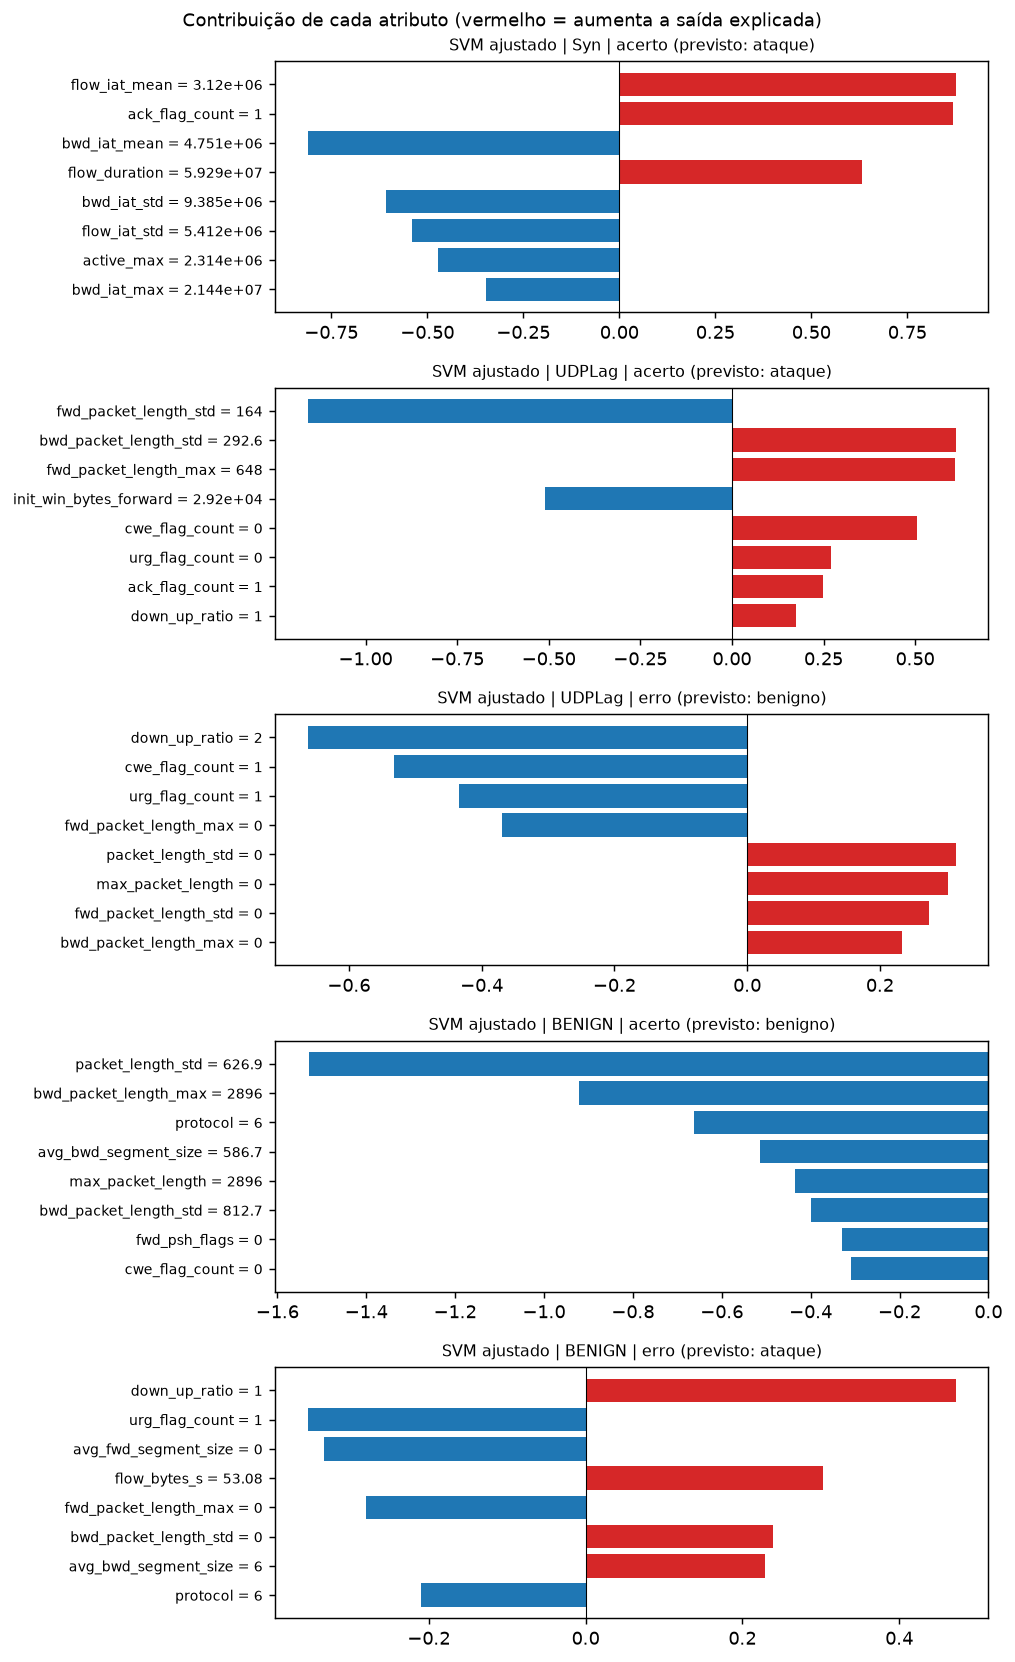 Contribuição de cada atributo (vermelho = aumenta a saída explicada)
SVM ajustado | Syn | acerto (previsto: ataque)
flow_iat_mean = 3.12e+06
ack_flag_count = 1
bwd_iat_mean = 4.751e+06
flow_duration = 5.929e+07
bwd_iat_std = 9.385e+06
flow_iat_std = 5.412e+06
active_max = 2.314e+06
bwd_iat_max = 2.144e+07
−0.75 −0.50 −0.25 0.00 0.25 0.50 0.75
SVM ajustado | UDPLag | acerto (previsto: ataque)
fwd_packet_length_std = 164
bwd_packet_length_std = 292.6
fwd_packet_length_max = 648
init_win_bytes_forward = 2.92e+04
cwe_flag_count = 0
urg_flag_count = 0
ack_flag_count = 1
down_up_ratio = 1
−1.00 −0.75 −0.50 −0.25 0.00 0.25 0.50
SVM ajustado | UDPLag | erro (previsto: benigno)
down_up_ratio = 2
cwe_flag_count = 1
urg_flag_count = 1
fwd_packet_length_max = 0
packet_length_std = 0
max_packet_length = 0
fwd_packet_length_std = 0
bwd_packet_length_max = 0
−0.6 −0.4 −0.2 0.0 0.2
SVM ajustado | BENIGN | acerto (previsto: benigno)
packet_length_std = 626.9
bwd_packet_length_max = 2896
protocol = 6
avg_bwd_segment_size = 586.7
max_packet_length = 2896
bwd_packet_length_std = 812.7
fwd_psh_flags = 0
cwe_flag_count = 0
−1.6 −1.4 −1.2 −1.0 −0.8 −0.6 −0.4 −0.2 0.0
SVM ajustado | BENIGN | erro (previsto: ataque)
down_up_ratio = 1
urg_flag_count = 1
avg_fwd_segment_size = 0
flow_bytes_s = 53.08
fwd_packet_length_max = 0
bwd_packet_length_std = 0
avg_bwd_segment_size = 6
protocol = 6
−0.2 0.0 0.2 0.4